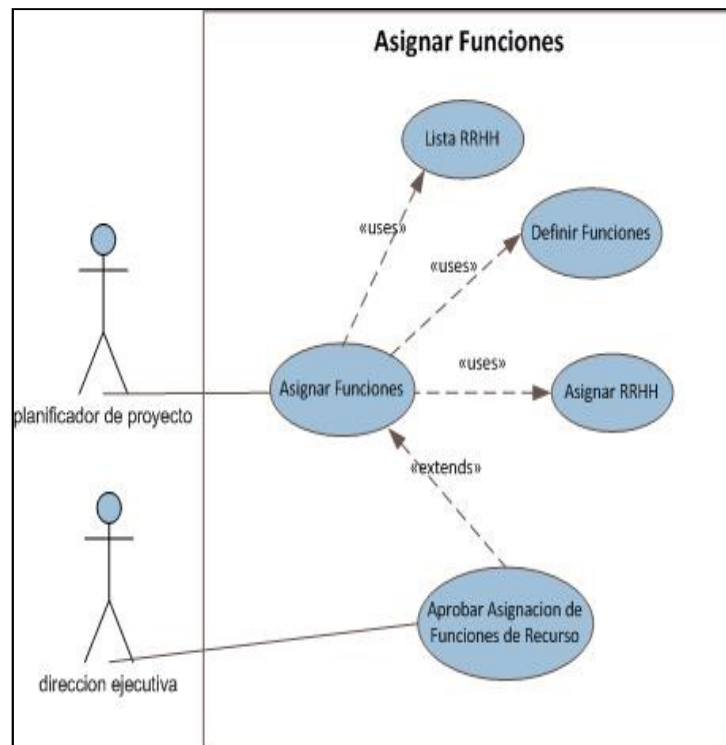 Asignar Funciones
Lista RRHH
«uses»
Definir Funciones
«uses»
«uses»
Asignar Funciones
Asignar RRHH
planificador de proyecto
«extends»
Aprobar Asignacion de
Funciones de Recurso
direccion ejecutiva